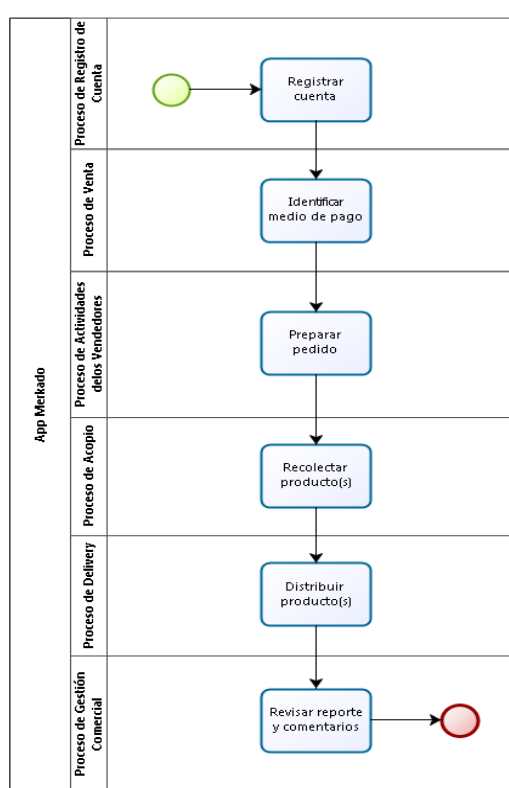 App Merkado
Proceso de Registro de
Cuenta
Registrar
cuenta
Proceso de Venta
Identificar
medio de pago
Proceso de Actividades
delos Vendedores
Preparar
pedido
Proceso de Acopio
Recolectar
producto(s)
Proceso de Delivery
Distribuir
producto(s)
Proceso de Gestión
Comercial
Revisar reporte
y comentarios